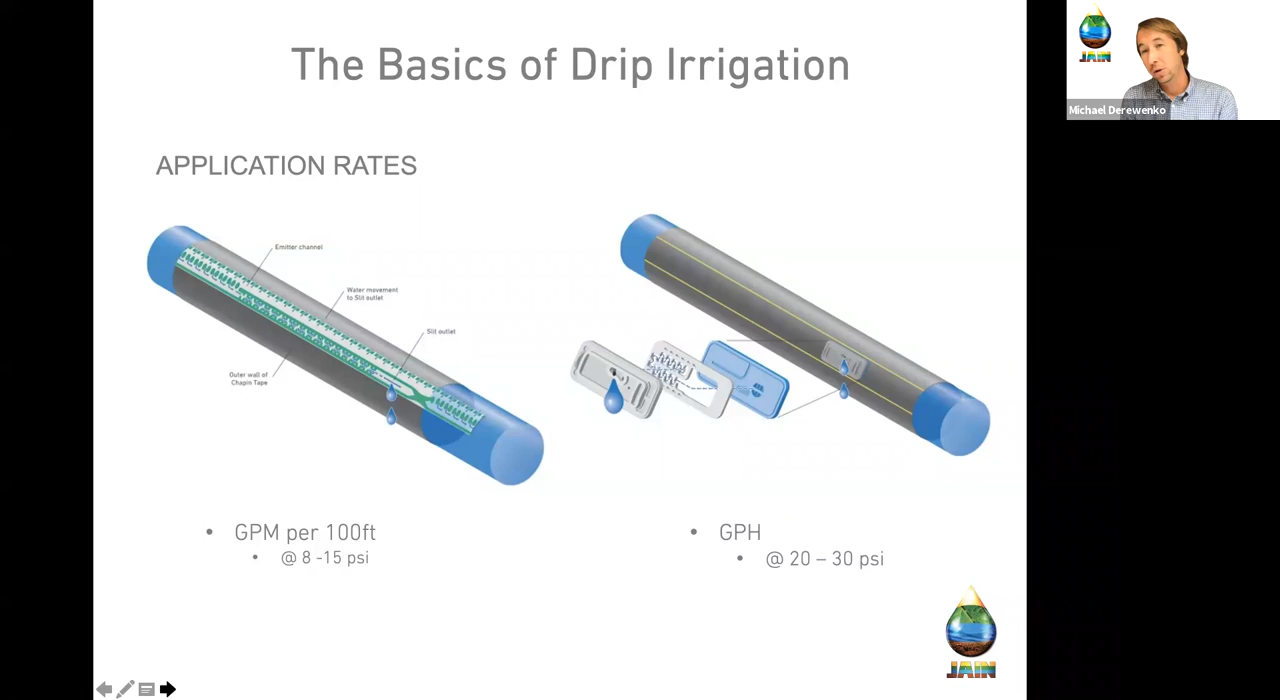 The Basics of Drip Irrigation
JAIN
Michael Derewenko
APPLICATION RATES
Emitter channel
Water movement
to Slit outlet
Slit outlet
Outer wall of
Chapin Tape
• GPM per 100ft
• @ 8 -15 psi
• GPH
• @ 20 – 30 psi
JAIN